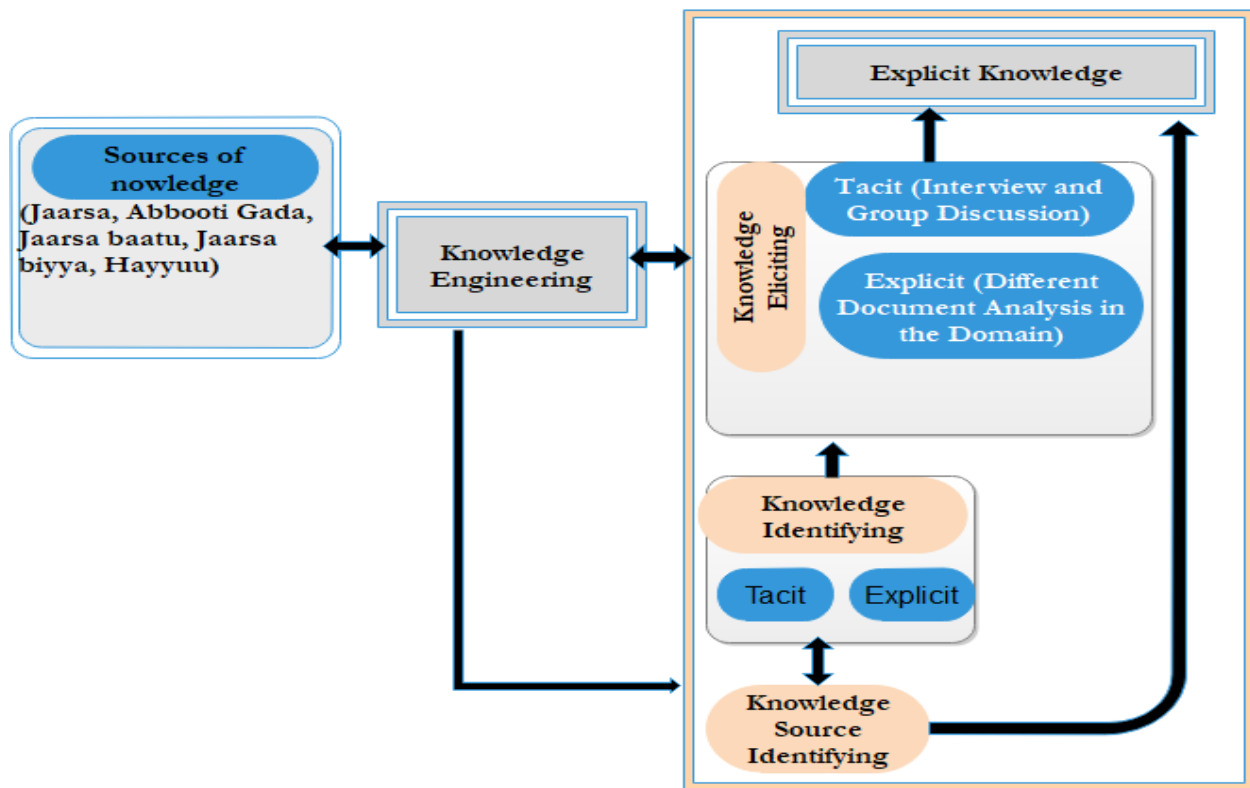 Explicit Knowledge
Sources of
nowledge
(Jaarsa, Abbooti Gada,
Jaarsa baatu, Jaarsa
biyya, Hayyuu)
Knowledge
Engineering
Knowledge
Eliciting
Tacit (Interview and
Group Discussion)
Explicit (Different
Document Analysis in
the Domain)
Knowledge
Identifying
Tacit
Explicit
Knowledge
Source
Identifying